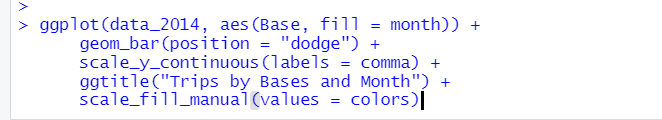 >
> ggplot(data_2014, aes(Base, fill = month)) +
geom_bar(position = "dodge") +
scale_y_continuous(labels = comma) +
ggtitle("Trips by Bases and Month") +
scale_fill_manual(values = colors)